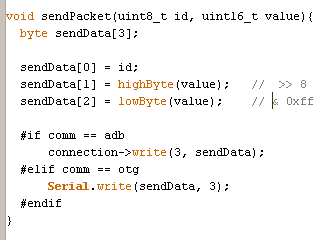 void sendPacket(uint8_t id, uint16_t value){
  byte sendData[3];
  sendData[0] = id;
  sendData[1] = highByte(value);   //  >> 8
  sendData[2] = lowByte(value);    // & 0xff
  #if comm == adb
      connection->write(3, sendData);
  #elif comm == otg
      Serial.write(sendData, 3);
  #endif
}